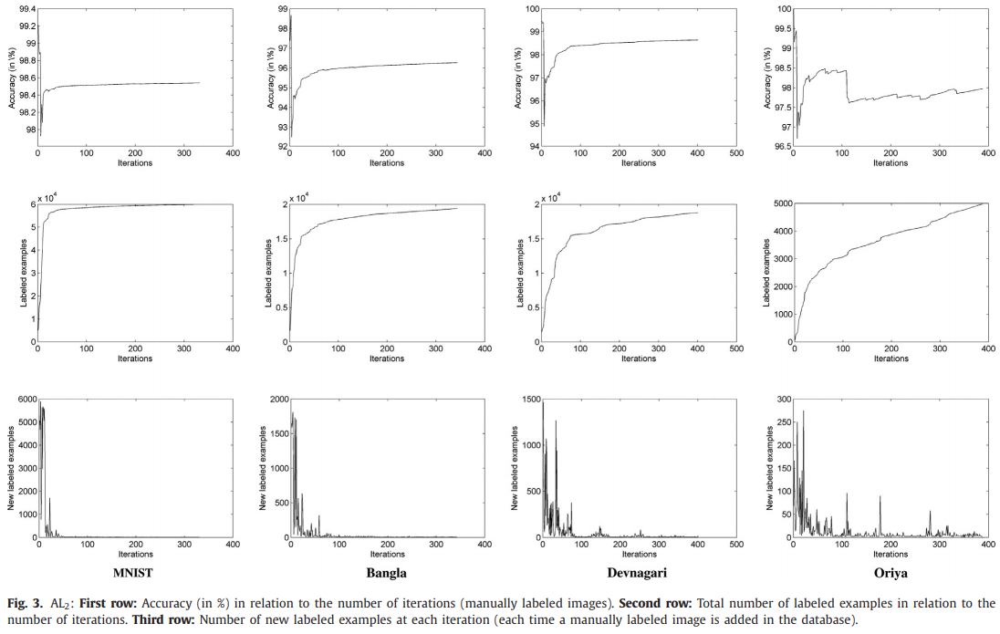 99.4
99.2
99
98.8
98.6
98.4
98.2
98
Accuracy (in \%)
0 100 200 300 400
Iterations
99
98
97
96
95
94
93
92
Accuracy (in \%)
0 100 200 300 400
Iterations
100
99
98
97
96
95
94
Accuracy (in \%)
0 100 200 300 400 500
Iterations
100
99.5
99
98.5
98
97.5
97
96.5
Accuracy (in \%)
0 100 200 300 400
Iterations
x 10^4
6
5
4
3
2
1
0
Labeled examples
0 100 200 300 400
Iterations
x 10^4
2
1.5
1
0.5
0
Labeled examples
0 100 200 300 400
Iterations
x 10^4
2
1.5
1
0.5
0
Labeled examples
0 100 200 300 400 500
Iterations
5000
4000
3000
2000
1000
0
Labeled examples
0 100 200 300 400
Iterations
6000
5000
4000
3000
2000
1000
0
New labeled examples
0 100 200 300 400
Iterations
2000
1500
1000
500
0
New labeled examples
0 100 200 300 400
Iterations
1500
1000
500
0
New labeled examples
0 100 200 300 400 500
Iterations
300
250
200
150
100
50
0
New labeled examples
0 100 200 300 400
Iterations
MNIST Bangla Devnagari Oriya
Fig. 3. AL₂: First row: Accuracy (in %) in relation to the number of iterations (manually labeled images). Second row: Total number of labeled examples in relation to the
number of iterations. Third row: Number of new labeled examples at each iteration (each time a manually labeled image is added in the database).